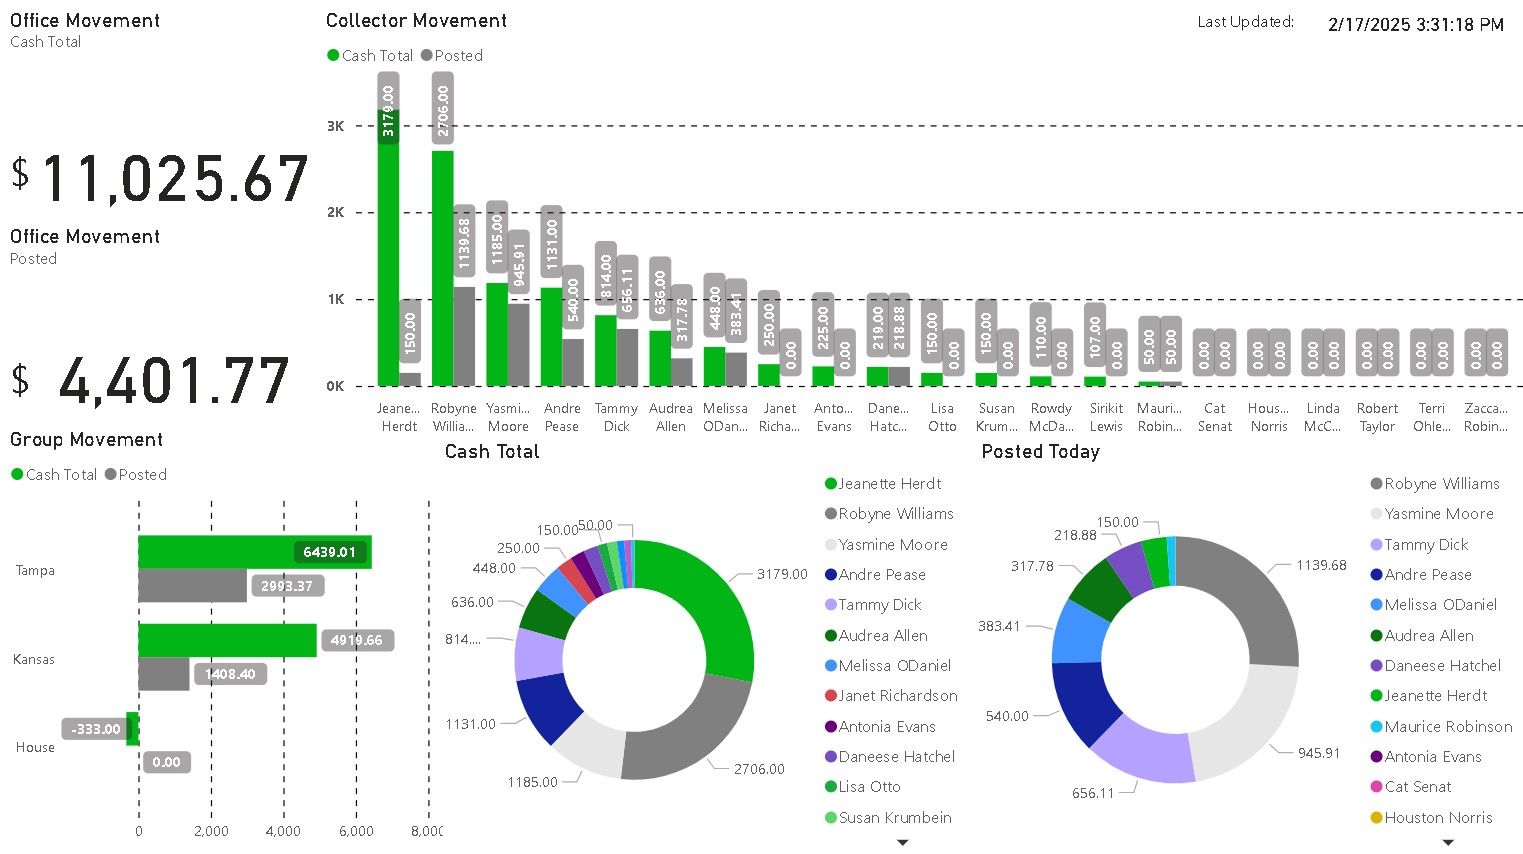 Office Movement
Cash Total
$ 11,025.67
Office Movement
Posted
$ 4,401.77
Collector Movement
Last Updated: 2/17/2025 3:31:18 PM
Cash Total Posted
3K
2K
1K
0K
3179.00 150.00
2706.00 1139.68
1185.00 945.91
1131.00 540.00
814.00 656.11
636.00 317.78
448.00 383.41
250.00 0.00
225.00 0.00
219.00 218.88
150.00 0.00
150.00 0.00
110.00 0.00
107.00 0.00
50.00 50.00
0.00 0.00
0.00 0.00
0.00 0.00
0.00 0.00
0.00 0.00
0.00 0.00
Jeane... Robyne Yasmi... Andre Tammy Audrea Melissa Janet Anto... Dane... Lisa Susan Rowdy Sirikit Mauri... Cat Hous... Linda Robert Terri Zacca...
Herdt Willia... Moore Pease Dick Allen ODan... Richa... Evans Hatc... Otto Krum... McDa... Lewis Robin... Senat Norris McC... Taylor Ohle... Robin...
Group Movement
Cash Total Posted
Tampa
6439.01
2993.37
Kansas
4919.66
1408.40
House
-333.00
0.00
0 2,000 4,000 6,000 8,000
Cash Total
3179.00
2706.00
1185.00
1131.00
814....
636.00
448.00
250.00
150.00
50.00
Jeanette Herdt
Robyne Williams
Yasmine Moore
Andre Pease
Tammy Dick
Audrea Allen
Melissa ODaniel
Janet Richardson
Antonia Evans
Daneese Hatchel
Lisa Otto
Susan Krumbein
Posted Today
1139.68
945.91
656.11
540.00
383.41
317.78
218.88
150.00
Robyne Williams
Yasmine Moore
Tammy Dick
Andre Pease
Melissa ODaniel
Audrea Allen
Daneese Hatchel
Jeanette Herdt
Maurice Robinson
Antonia Evans
Cat Senat
Houston Norris